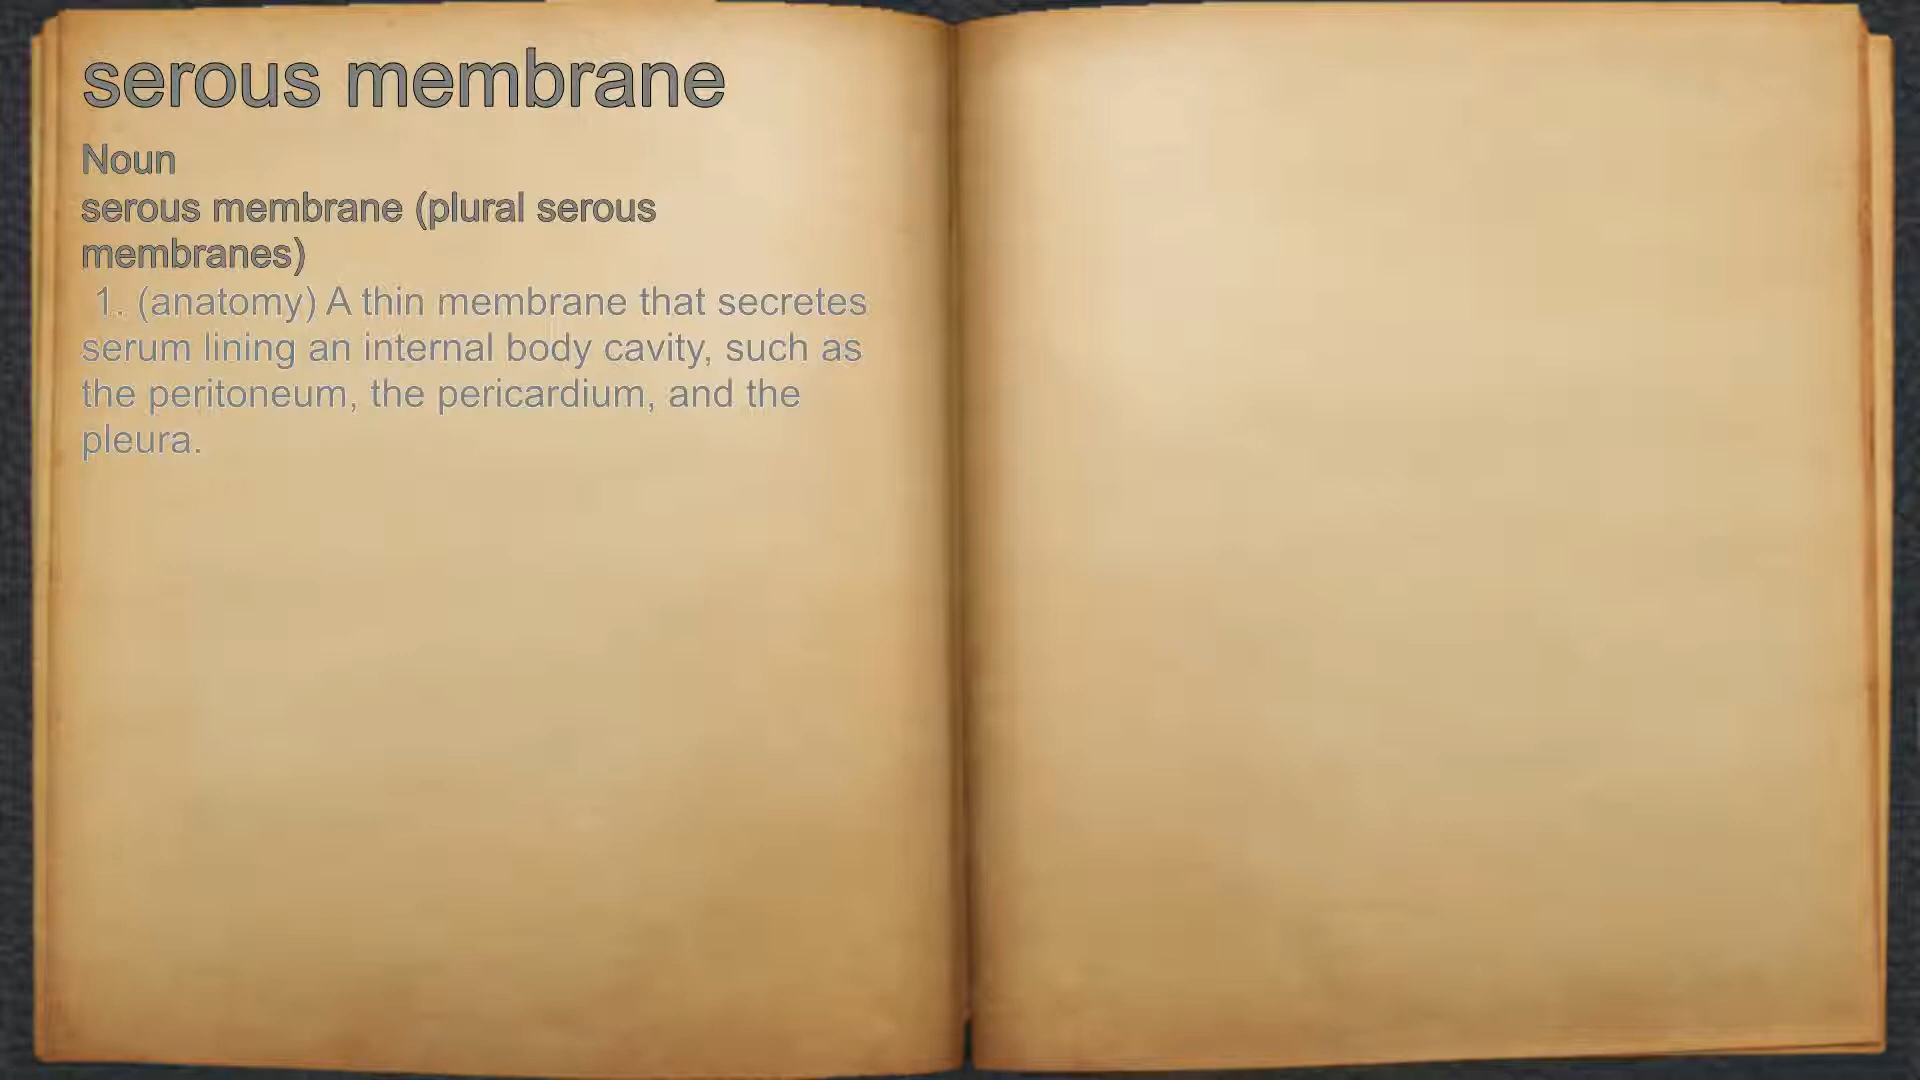 serous membrane
Noun
serous membrane (plural serous
membranes)
1. (anatomy) A thin membrane that secretes
serum lining an internal body cavity, such as
the peritoneum, the pericardium, and the
pleura.